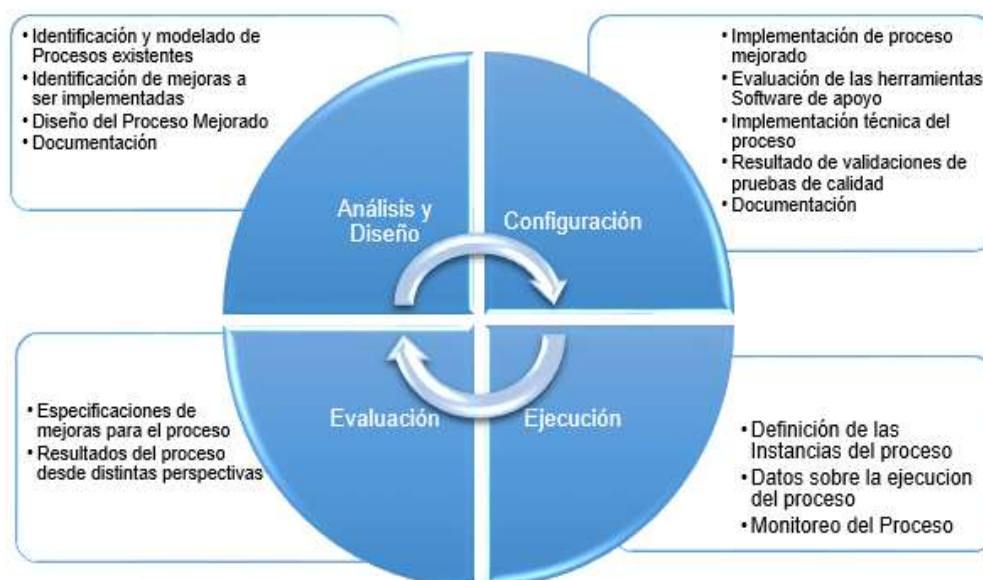 • Identificación y modelado de
Procesos existentes
• Identificación de mejoras a
ser implementadas
• Diseño del Proceso Mejorado
• Documentación
• Implementación de proceso
mejorado
• Evaluación de las herramientas
Software de apoyo
• Implementación técnica del
proceso
• Resultado de validaciones de
pruebas de calidad
• Documentación
Análisis y
Diseño
Configuración
Evaluación
Ejecución
• Especificaciones de
mejoras para el proceso
• Resultados del proceso
desde distintas perspectivas
• Definición de las
Instancias del proceso
• Datos sobre la ejecucion
del proceso
• Monitoreo del Proceso